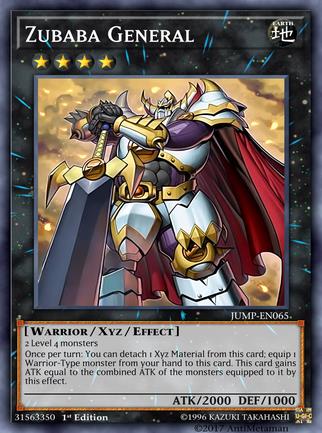 Zubaba General
EARTH
地
JUMP-EN065
[Warrior / Xyz / Effect]
2 Level 4 monsters
Once per turn: You can detach 1 Xyz Material from this card; equip 1
Warrior-Type monster from your hand to this card. This card gains
ATK equal to the combined ATK of the monsters equipped to it by
this effect.
ATK/2000 DEF/1000
31563350 1st Edition ©1996 KAZUKI TAKAHASHI
©2017 AntiMetaman